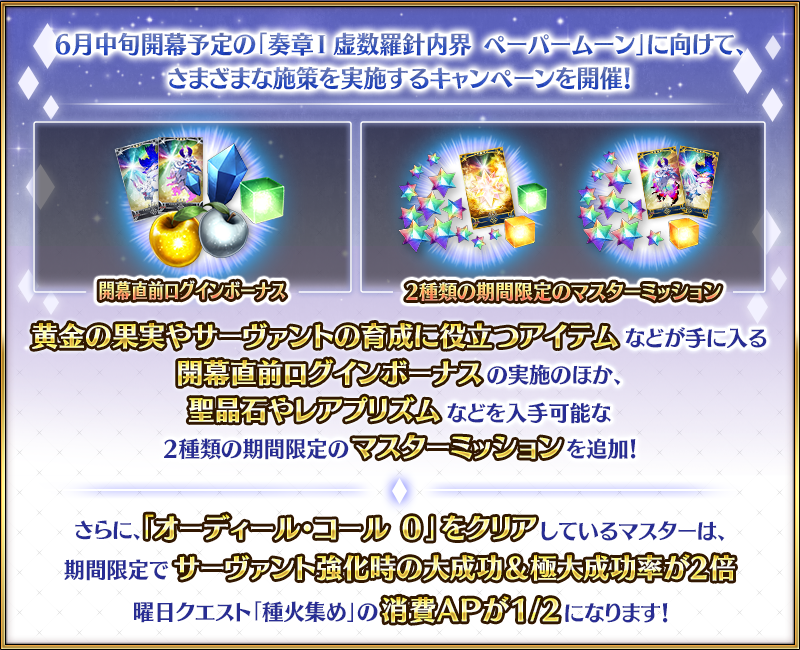 6月中旬開幕予定の「奏章Ⅰ 虚数羅針内界 ペーパームーン」に向けて、
さまざまな施策を実施するキャンペーンを開催!
開幕直前ログインボーナス
2種類の期間限定のマスターミッション
黄金の果実やサーヴァントの育成に役立つアイテムなどが手に入る
開幕直前ログインボーナスの実施のほか、
聖晶石やレアプリズムなどを入手可能な
2種類の期間限定のマスターミッションを追加!
さらに、「オーディール・コール 0」をクリアしているマスターは、
期間限定でサーヴァント強化時の大成功&極大成功率が2倍
曜日クエスト「種火集め」の消費APが1/2になります!